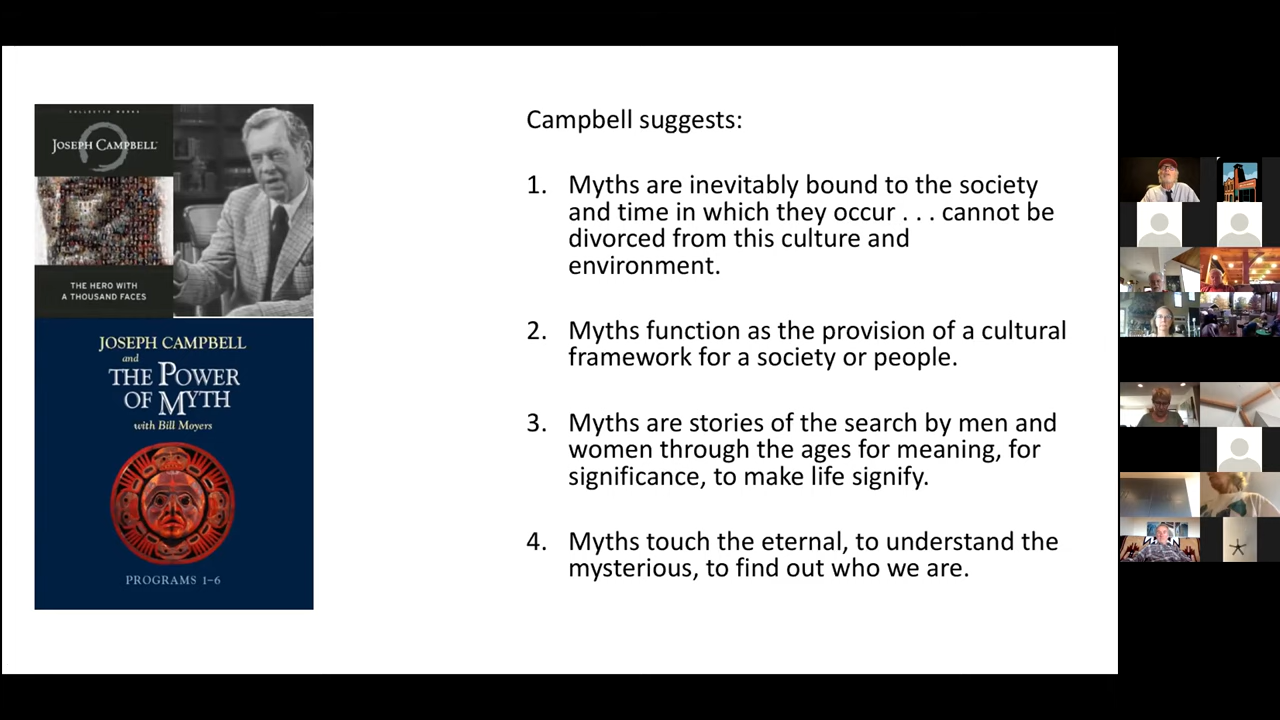 COLLECTED WORKS
JOSEPH CAMPBELL
THE HERO WITH
A THOUSAND FACES
JOSEPH CAMPBELL
and
THE POWER
OF MYTH
with Bill Moyers
PROGRAMS 1–6
Campbell suggests:
1. Myths are inevitably bound to the society
and time in which they occur . . . cannot be
divorced from this culture and
environment.
2. Myths function as the provision of a cultural
framework for a society or people.
3. Myths are stories of the search by men and
women through the ages for meaning, for
significance, to make life signify.
4. Myths touch the eternal, to understand the
mysterious, to find out who we are.